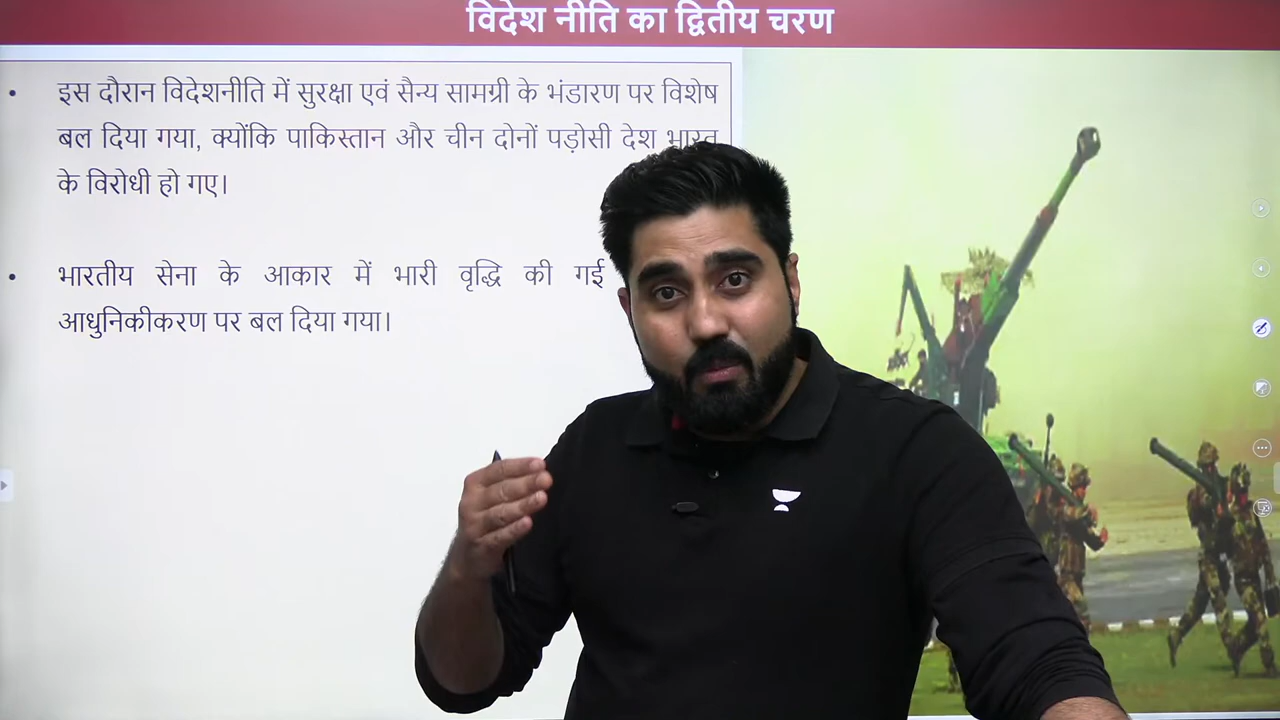 विदेश नीति का द्वितीय चरण
• इस दौरान विदेशनीति में सुरक्षा एवं सैन्य सामग्री के भंडारण पर विशेष
बल दिया गया, क्योंकि पाकिस्तान और चीन दोनों पड़ोसी देश भारत
के विरोधी हो गए।
• भारतीय सेना के आकार में भारी वृद्धि की गई
आधुनिकीकरण पर बल दिया गया।